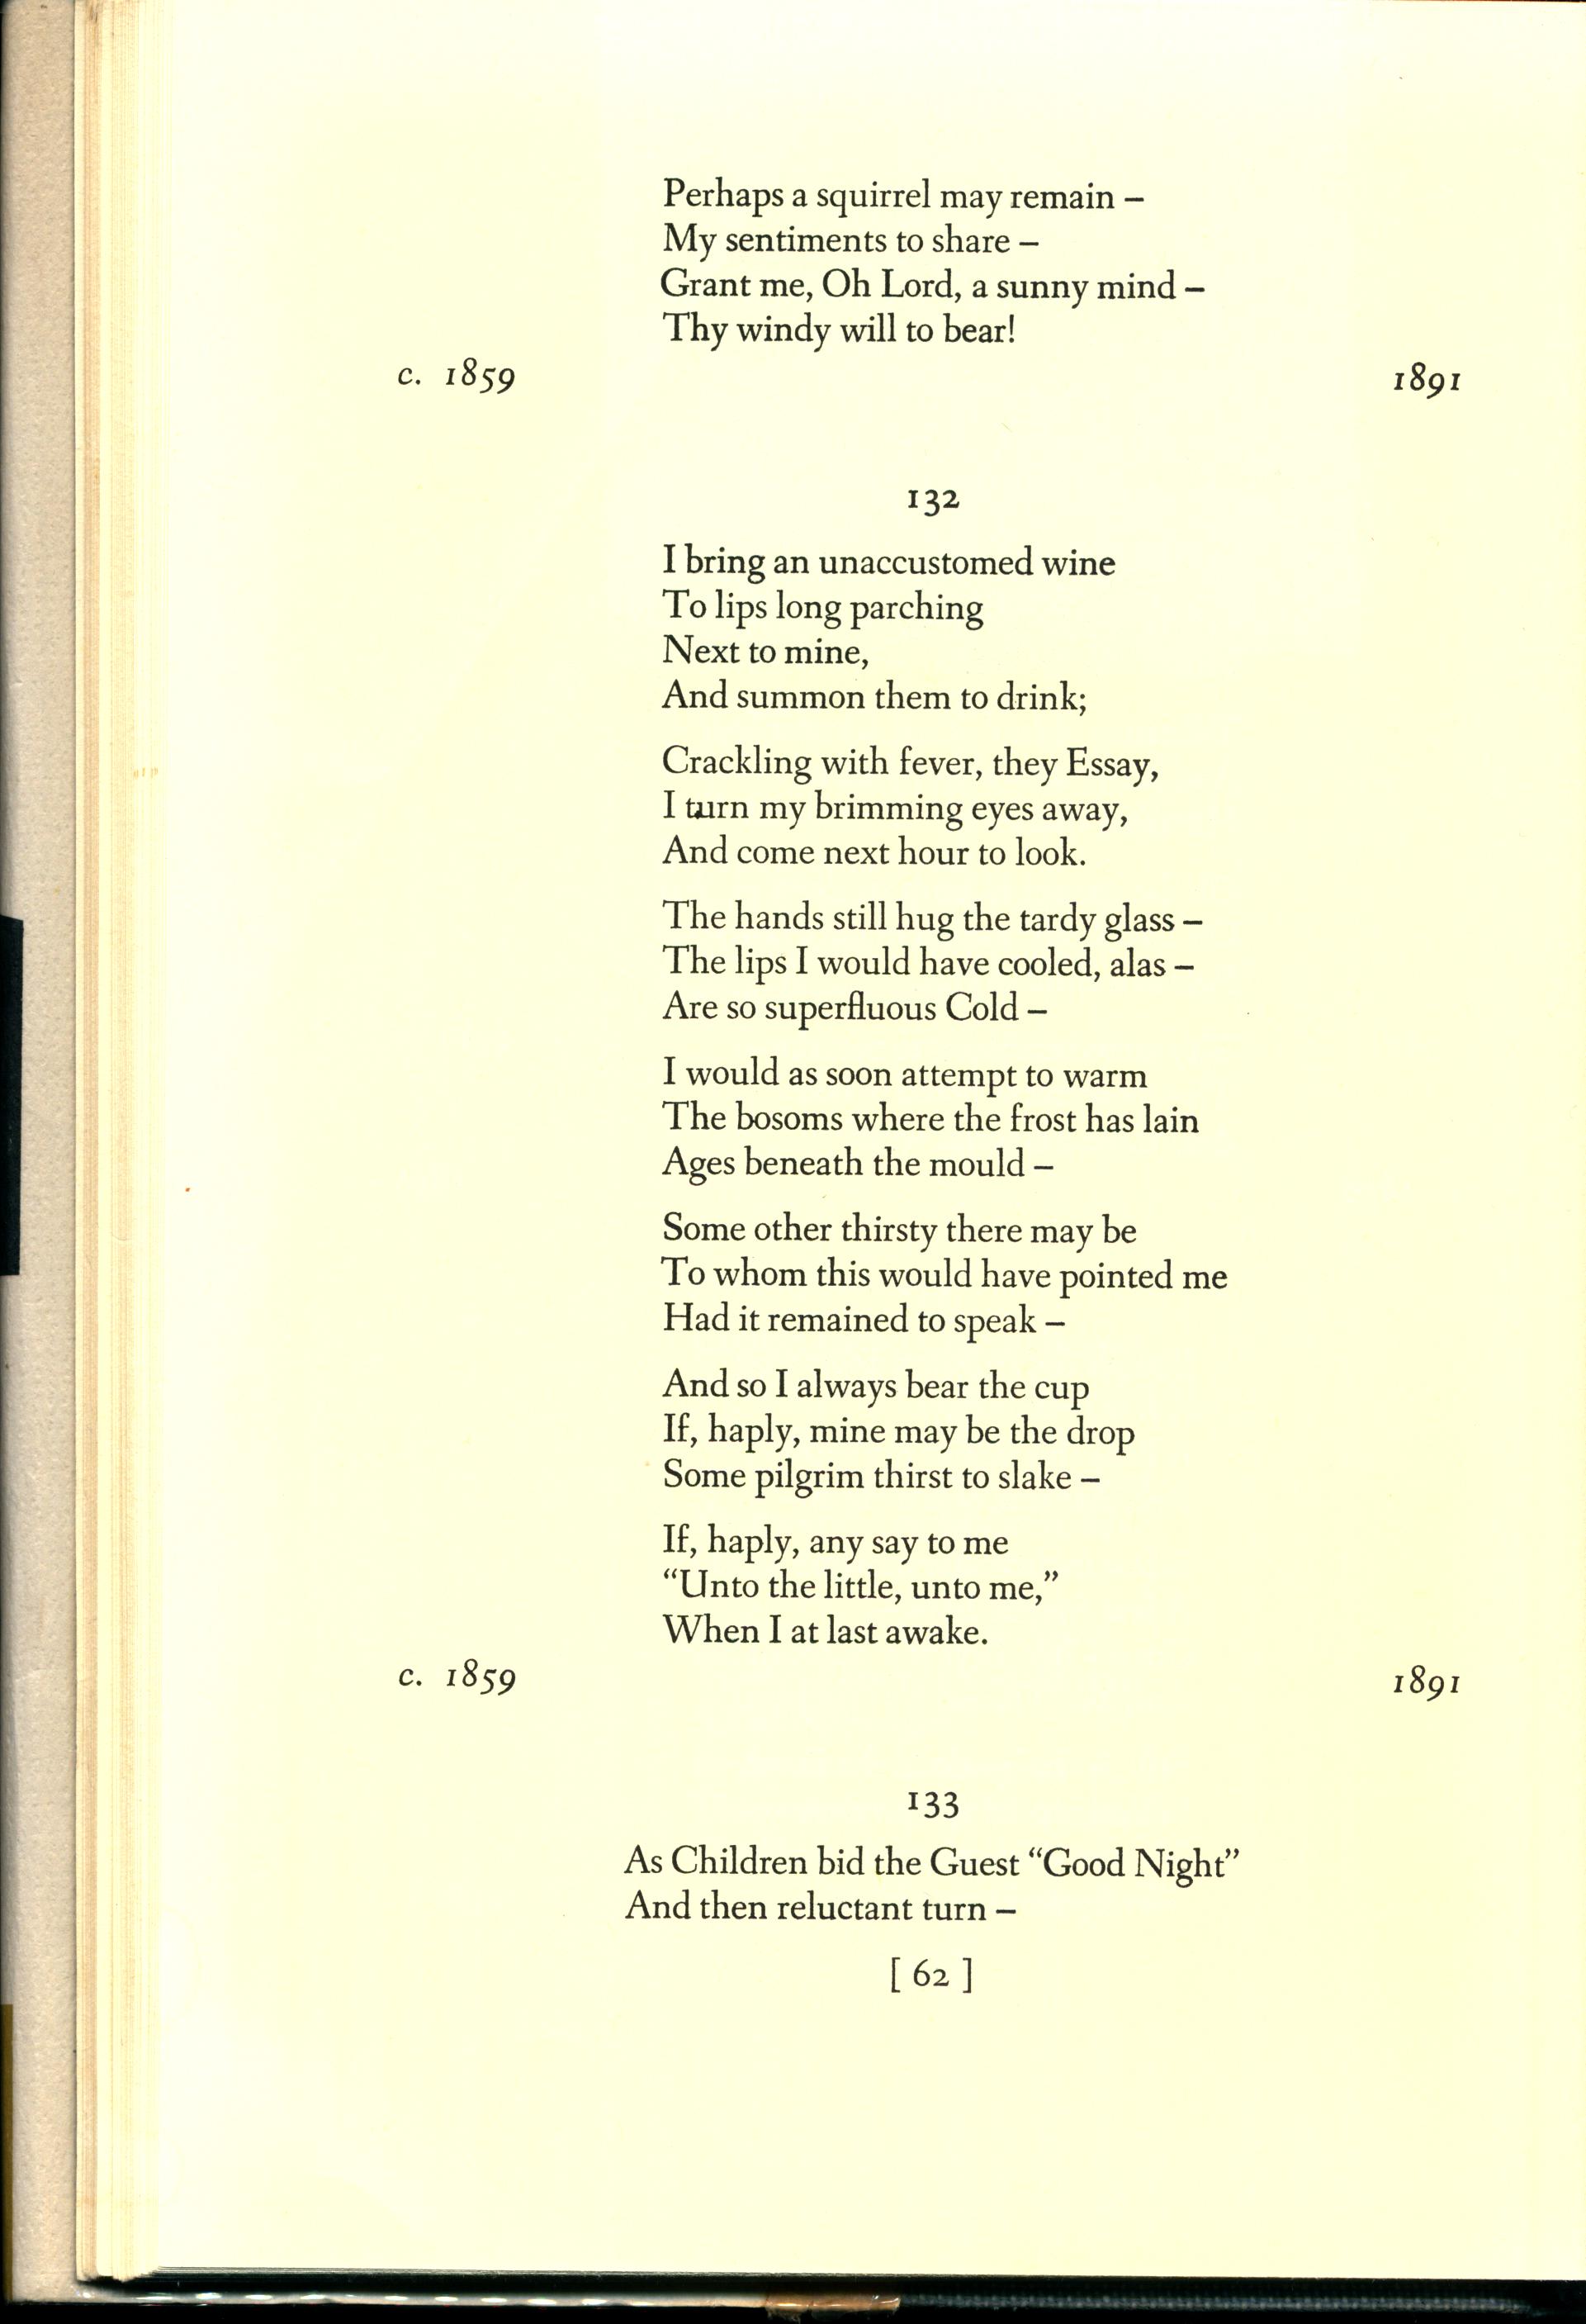 Perhaps a squirrel may remain –
My sentiments to share –
Grant me, Oh Lord, a sunny mind –
Thy windy will to bear!
c. 1859 1891
132
I bring an unaccustomed wine
To lips long parching
Next to mine,
And summon them to drink;
Crackling with fever, they Essay,
I turn my brimming eyes away,
And come next hour to look.
The hands still hug the tardy glass –
The lips I would have cooled, alas –
Are so superfluous Cold –
I would as soon attempt to warm
The bosoms where the frost has lain
Ages beneath the mould –
Some other thirsty there may be
To whom this would have pointed me
Had it remained to speak –
And so I always bear the cup
If, haply, mine may be the drop
Some pilgrim thirst to slake –
If, haply, any say to me
“Unto the little, unto me,”
When I at last awake.
c. 1859 1891
133
As Children bid the Guest “Good Night”
And then reluctant turn –
[ 62 ]